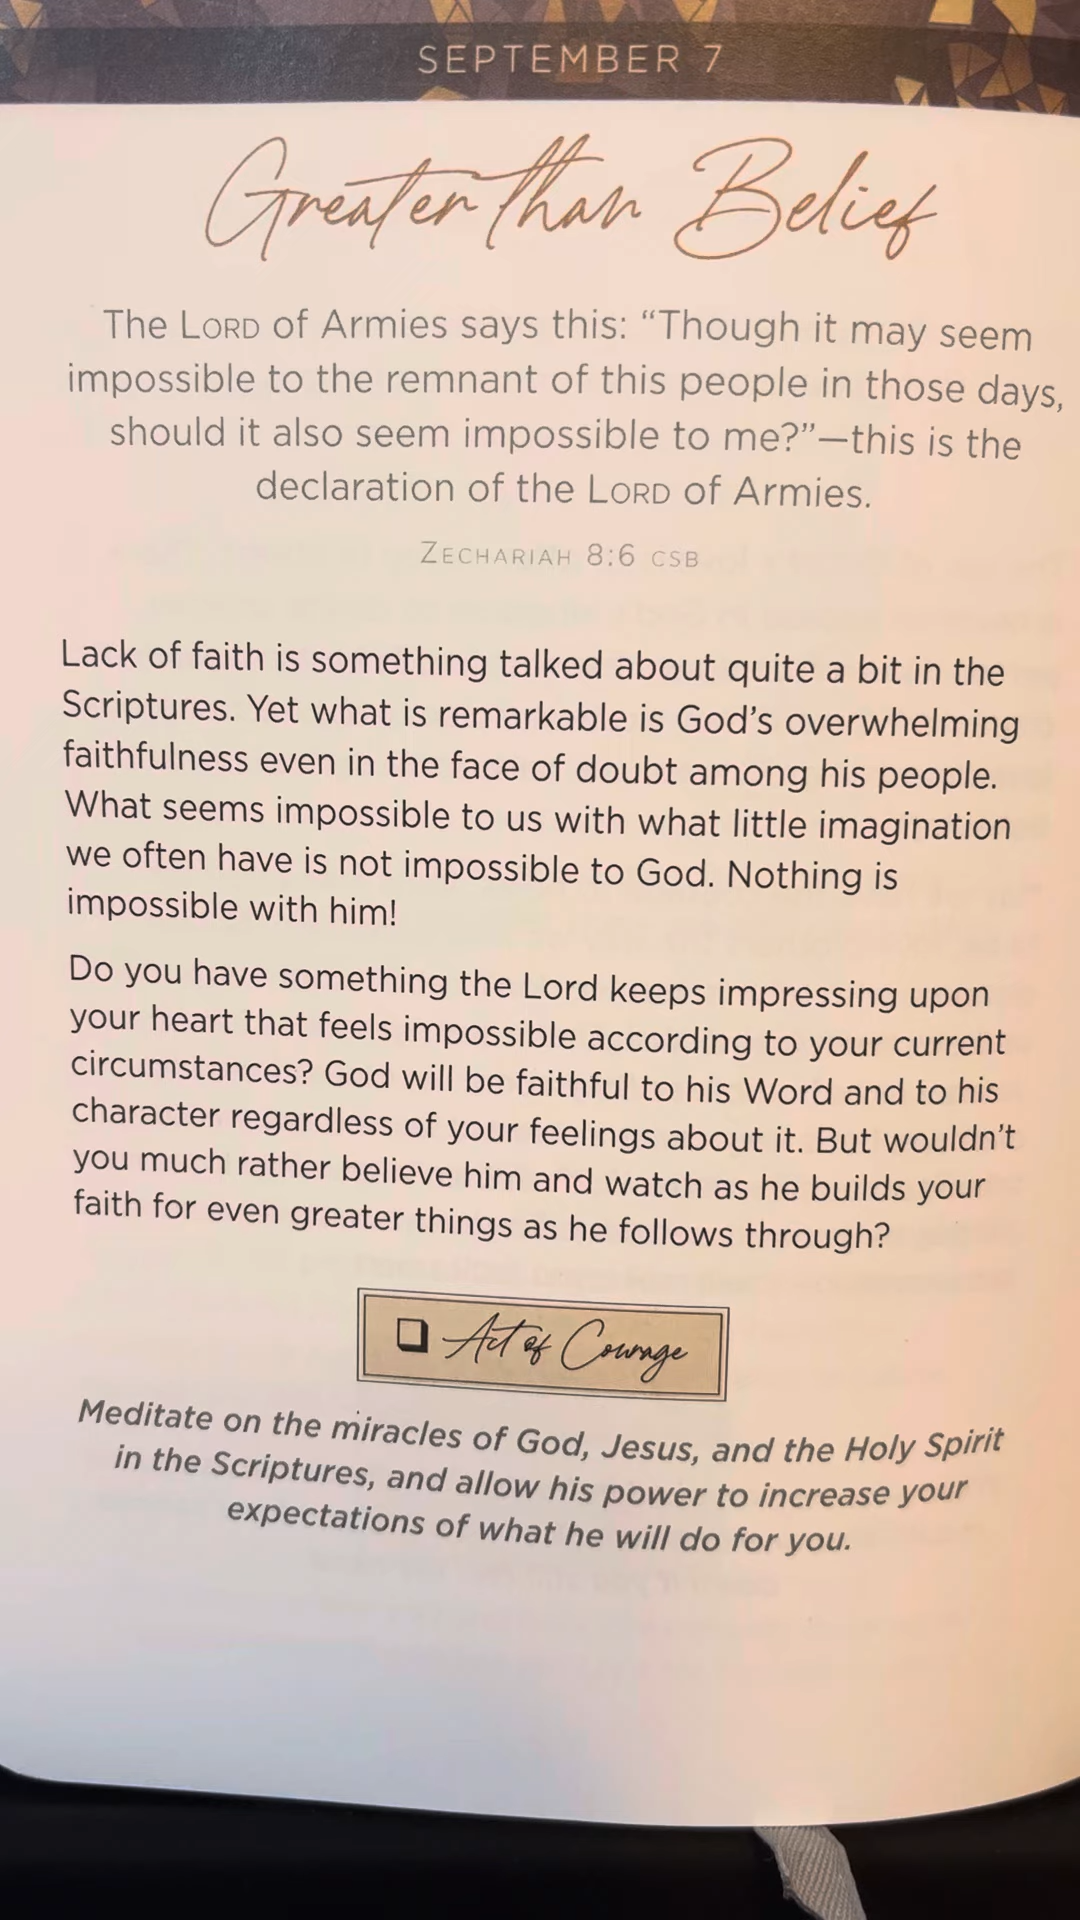 SEPTEMBER 7
Greater than Belief
The LORD of Armies says this: “Though it may seem
impossible to the remnant of this people in those days,
should it also seem impossible to me?”—this is the
declaration of the LORD of Armies.
ZECHARIAH 8:6 CSB
Lack of faith is something talked about quite a bit in the
Scriptures. Yet what is remarkable is God’s overwhelming
faithfulness even in the face of doubt among his people.
What seems impossible to us with what little imagination
we often have is not impossible to God. Nothing is
impossible with him!
Do you have something the Lord keeps impressing upon
your heart that feels impossible according to your current
circumstances? God will be faithful to his Word and to his
character regardless of your feelings about it. But wouldn’t
you much rather believe him and watch as he builds your
faith for even greater things as he follows through?
❑ Act of Courage
Meditate on the miracles of God, Jesus, and the Holy Spirit
in the Scriptures, and allow his power to increase your
expectations of what he will do for you.